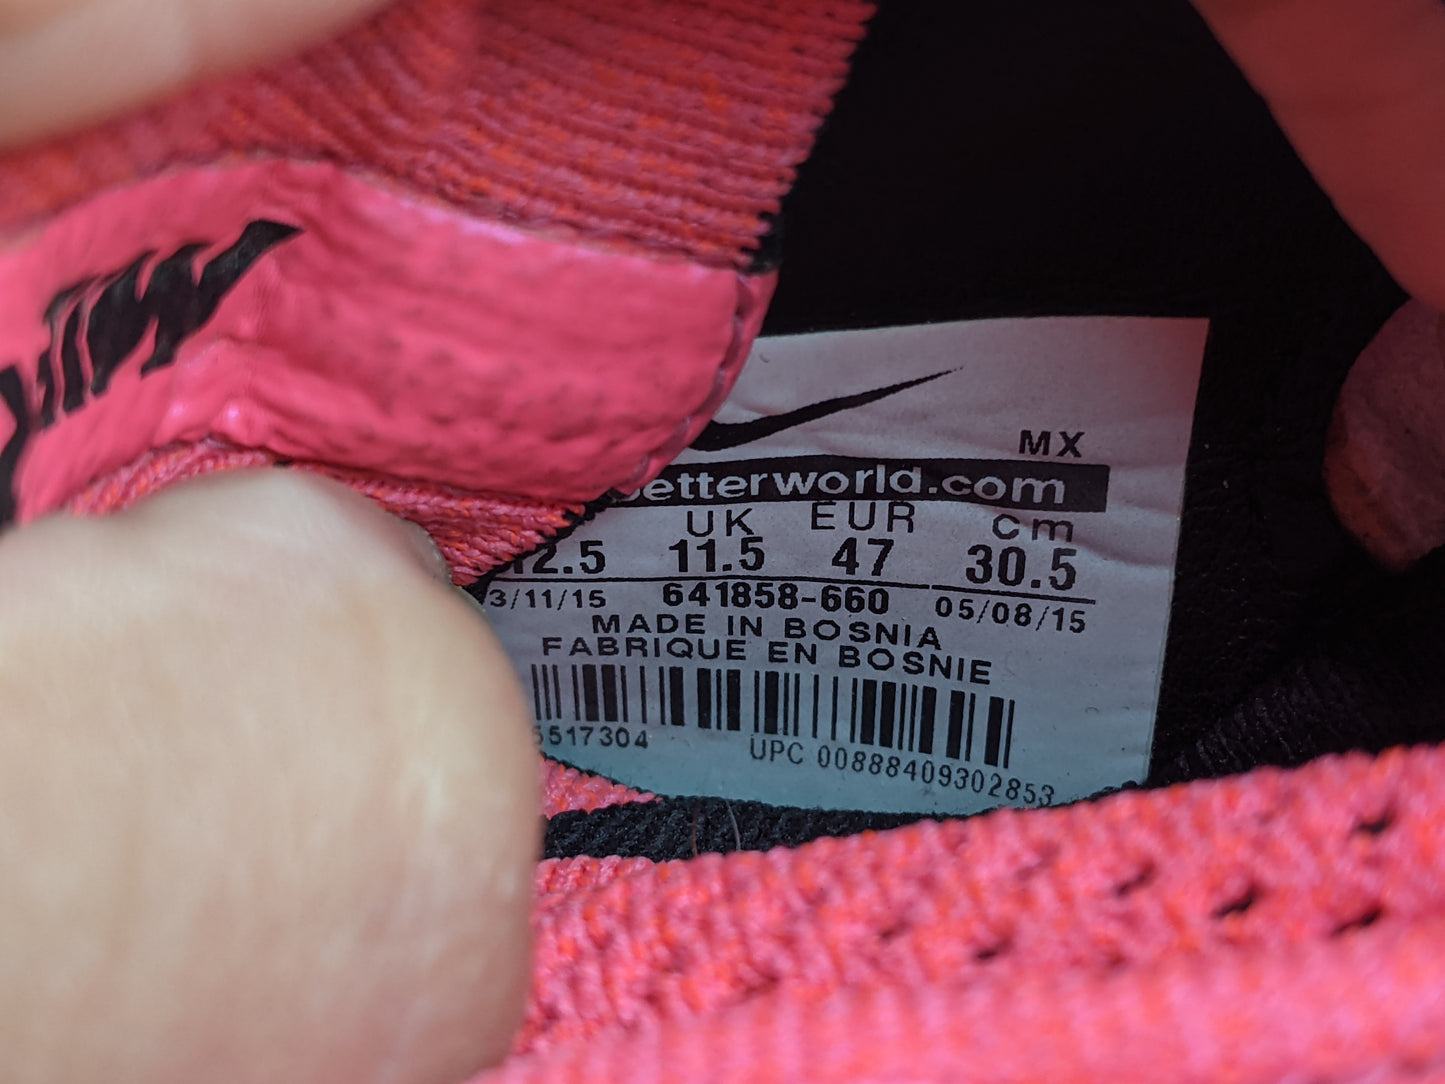 MX
betterworld.com
UK EUR cm
12.5 11.5 47 30.5
3/11/15 641858-660 05/08/15
MADE IN BOSNIA
FABRIQUE EN BOSNIE
5517304 UPC 00888409302853